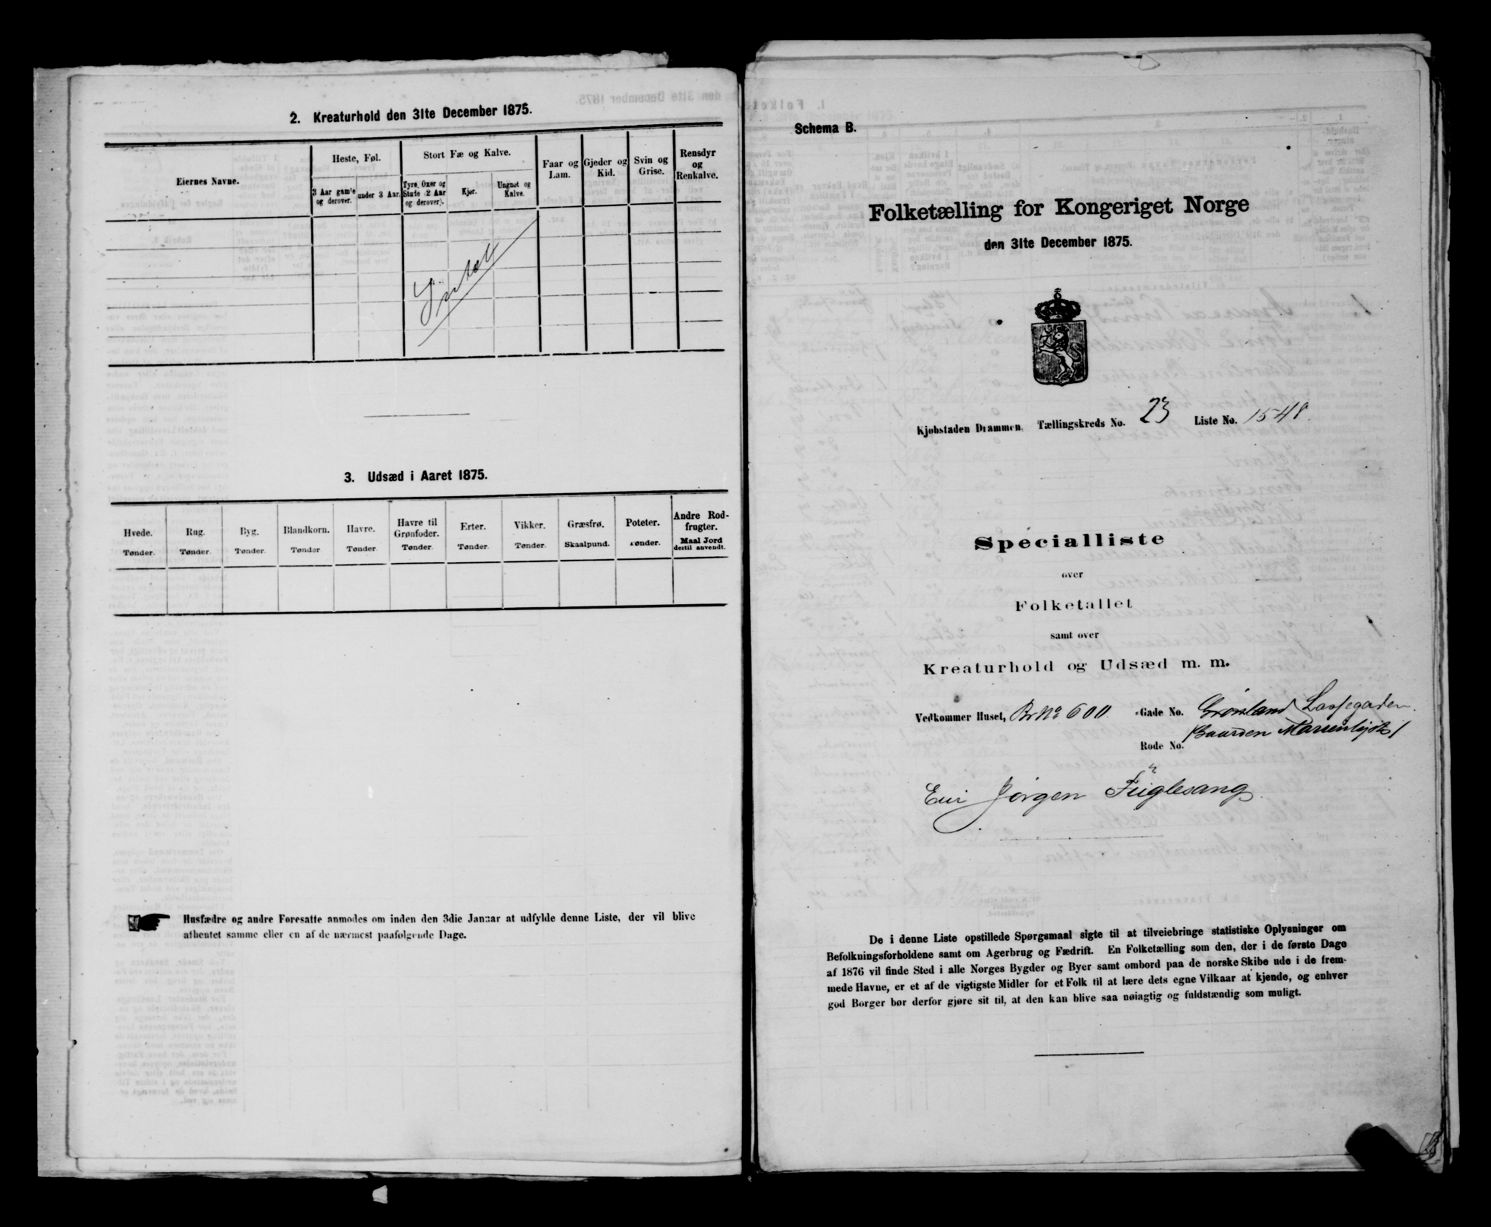 2. Kreaturhold den 31te December 1875.
Eiernes Navne.
Heste, Føl.
Stort Fæ og Kalve.
Faar og Lam.
Gjeder og Kid.
Svin og Grise.
Rensdyr og Renkalve.
3 Aar gamle og derover.
under 3 Aar.
Tyre, Oxer og Stude (2 Aar og derover).
Kjør.
Ungnøt og Kalve.
Intet
3. Udsæd i Aaret 1875.
Hvede. Rug. Byg. Blandkorn. Havre. Havre til Grønfoder. Erter. Vikker. Græsfrø. Poteter. Andre Rodfrugter.
Tønder. Tønder. Tønder. Tønder Tønder. Tønder. Tønder. Tønder. Skaalpund. Tønder. Maal Jord dertil anvendt.
Husfædre og andre Foresatte anmodes om inden den 3die Januar at udfylde denne Liste, der vil blive
afhentet samme eller en af de nærmest paafølgende Dage.
Schema B.
Folketælling for Kongeriget Norge
den 31te December 1875.
Kjøbstaden Drammen. Tællingskreds No. 23 Liste No. 1548
Specialliste
over
Folketallet
samt over
Kreaturhold og Udsæd m. m.
Vedkommer Huset, Br No 600 Gade No. Grønland
Rode No.
Jørgen Füglesang
De i denne Liste opstillede Spørgsmaal sigte til at tilveiebringe statistiske Oplysninger om
Befolkningsforholdene samt om Agerbrug og Fædrift. En Folketælling som den, der i de første Dage
af 1876 vil finde Sted i alle Norges Bygder og Byer samt ombord paa de norske Skibe ude i de frem-
mede Havne, er et af de vigtigste Midler for et Folk til at lære dets egne Vilkaar at kjende, og enhver
god Borger bør derfor gjøre sit til, at den kan blive saa nøiagtig og fuldstændig som muligt.